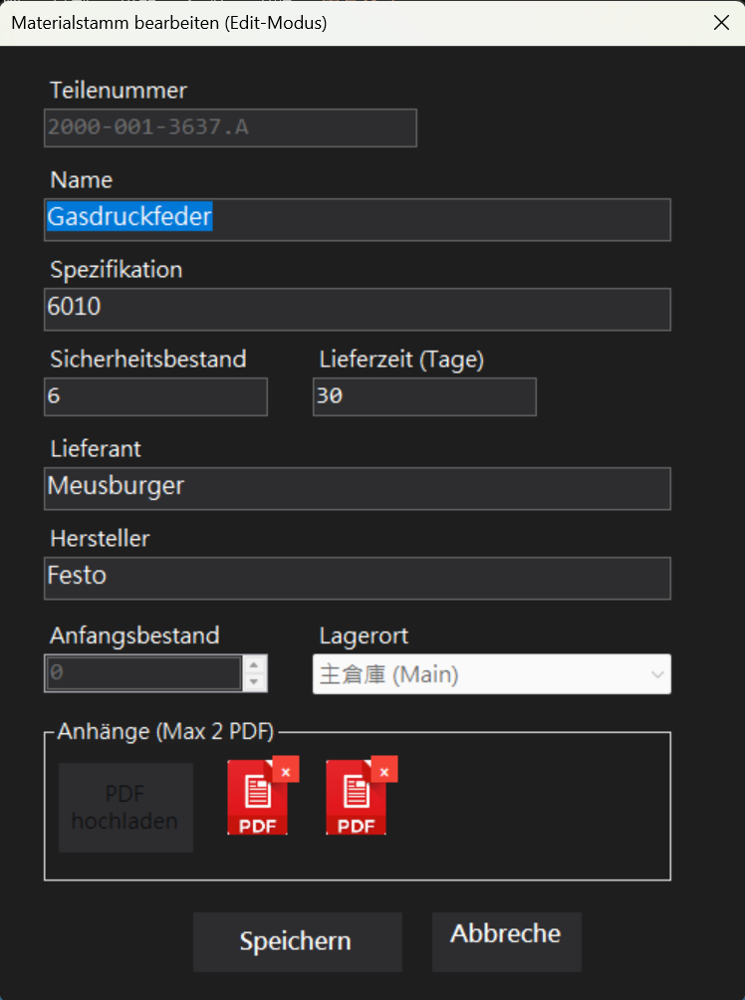 Materialstamm bearbeiten (Edit-Modus)
Teilenummer
2000-001-3637.A
Name
Gasdruckfeder
Spezifikation
6010
Sicherheitsbestand Lieferzeit (Tage)
6 30
Lieferant
Meusburger
Hersteller
Festo
Anfangsbestand Lagerort
0 主倉庫 (Main)
Anhänge (Max 2 PDF)
PDF
hochladen
x x
PDF PDF
Speichern Abbreche